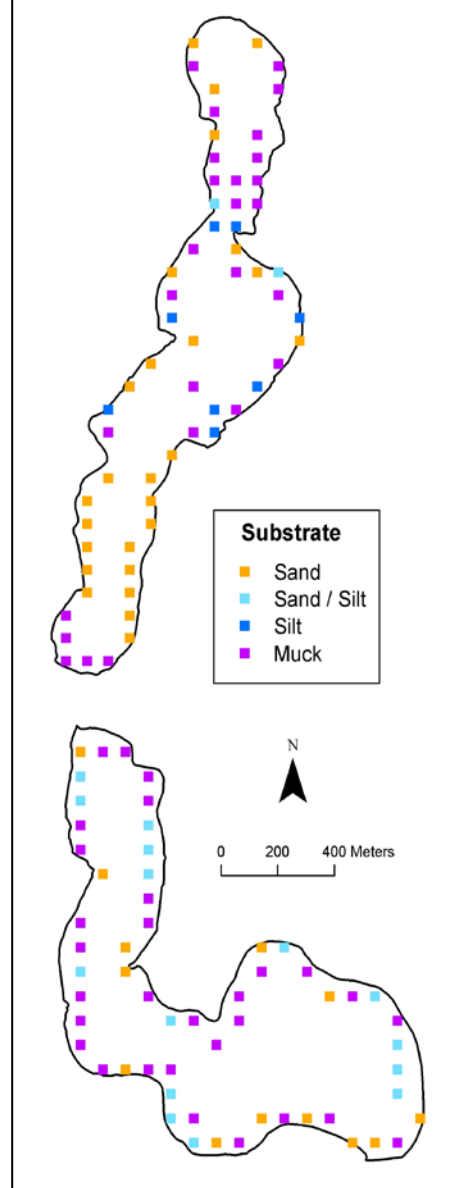 Substrate
Sand
Sand / Silt
Silt
Muck
N
0 200 400 Meters